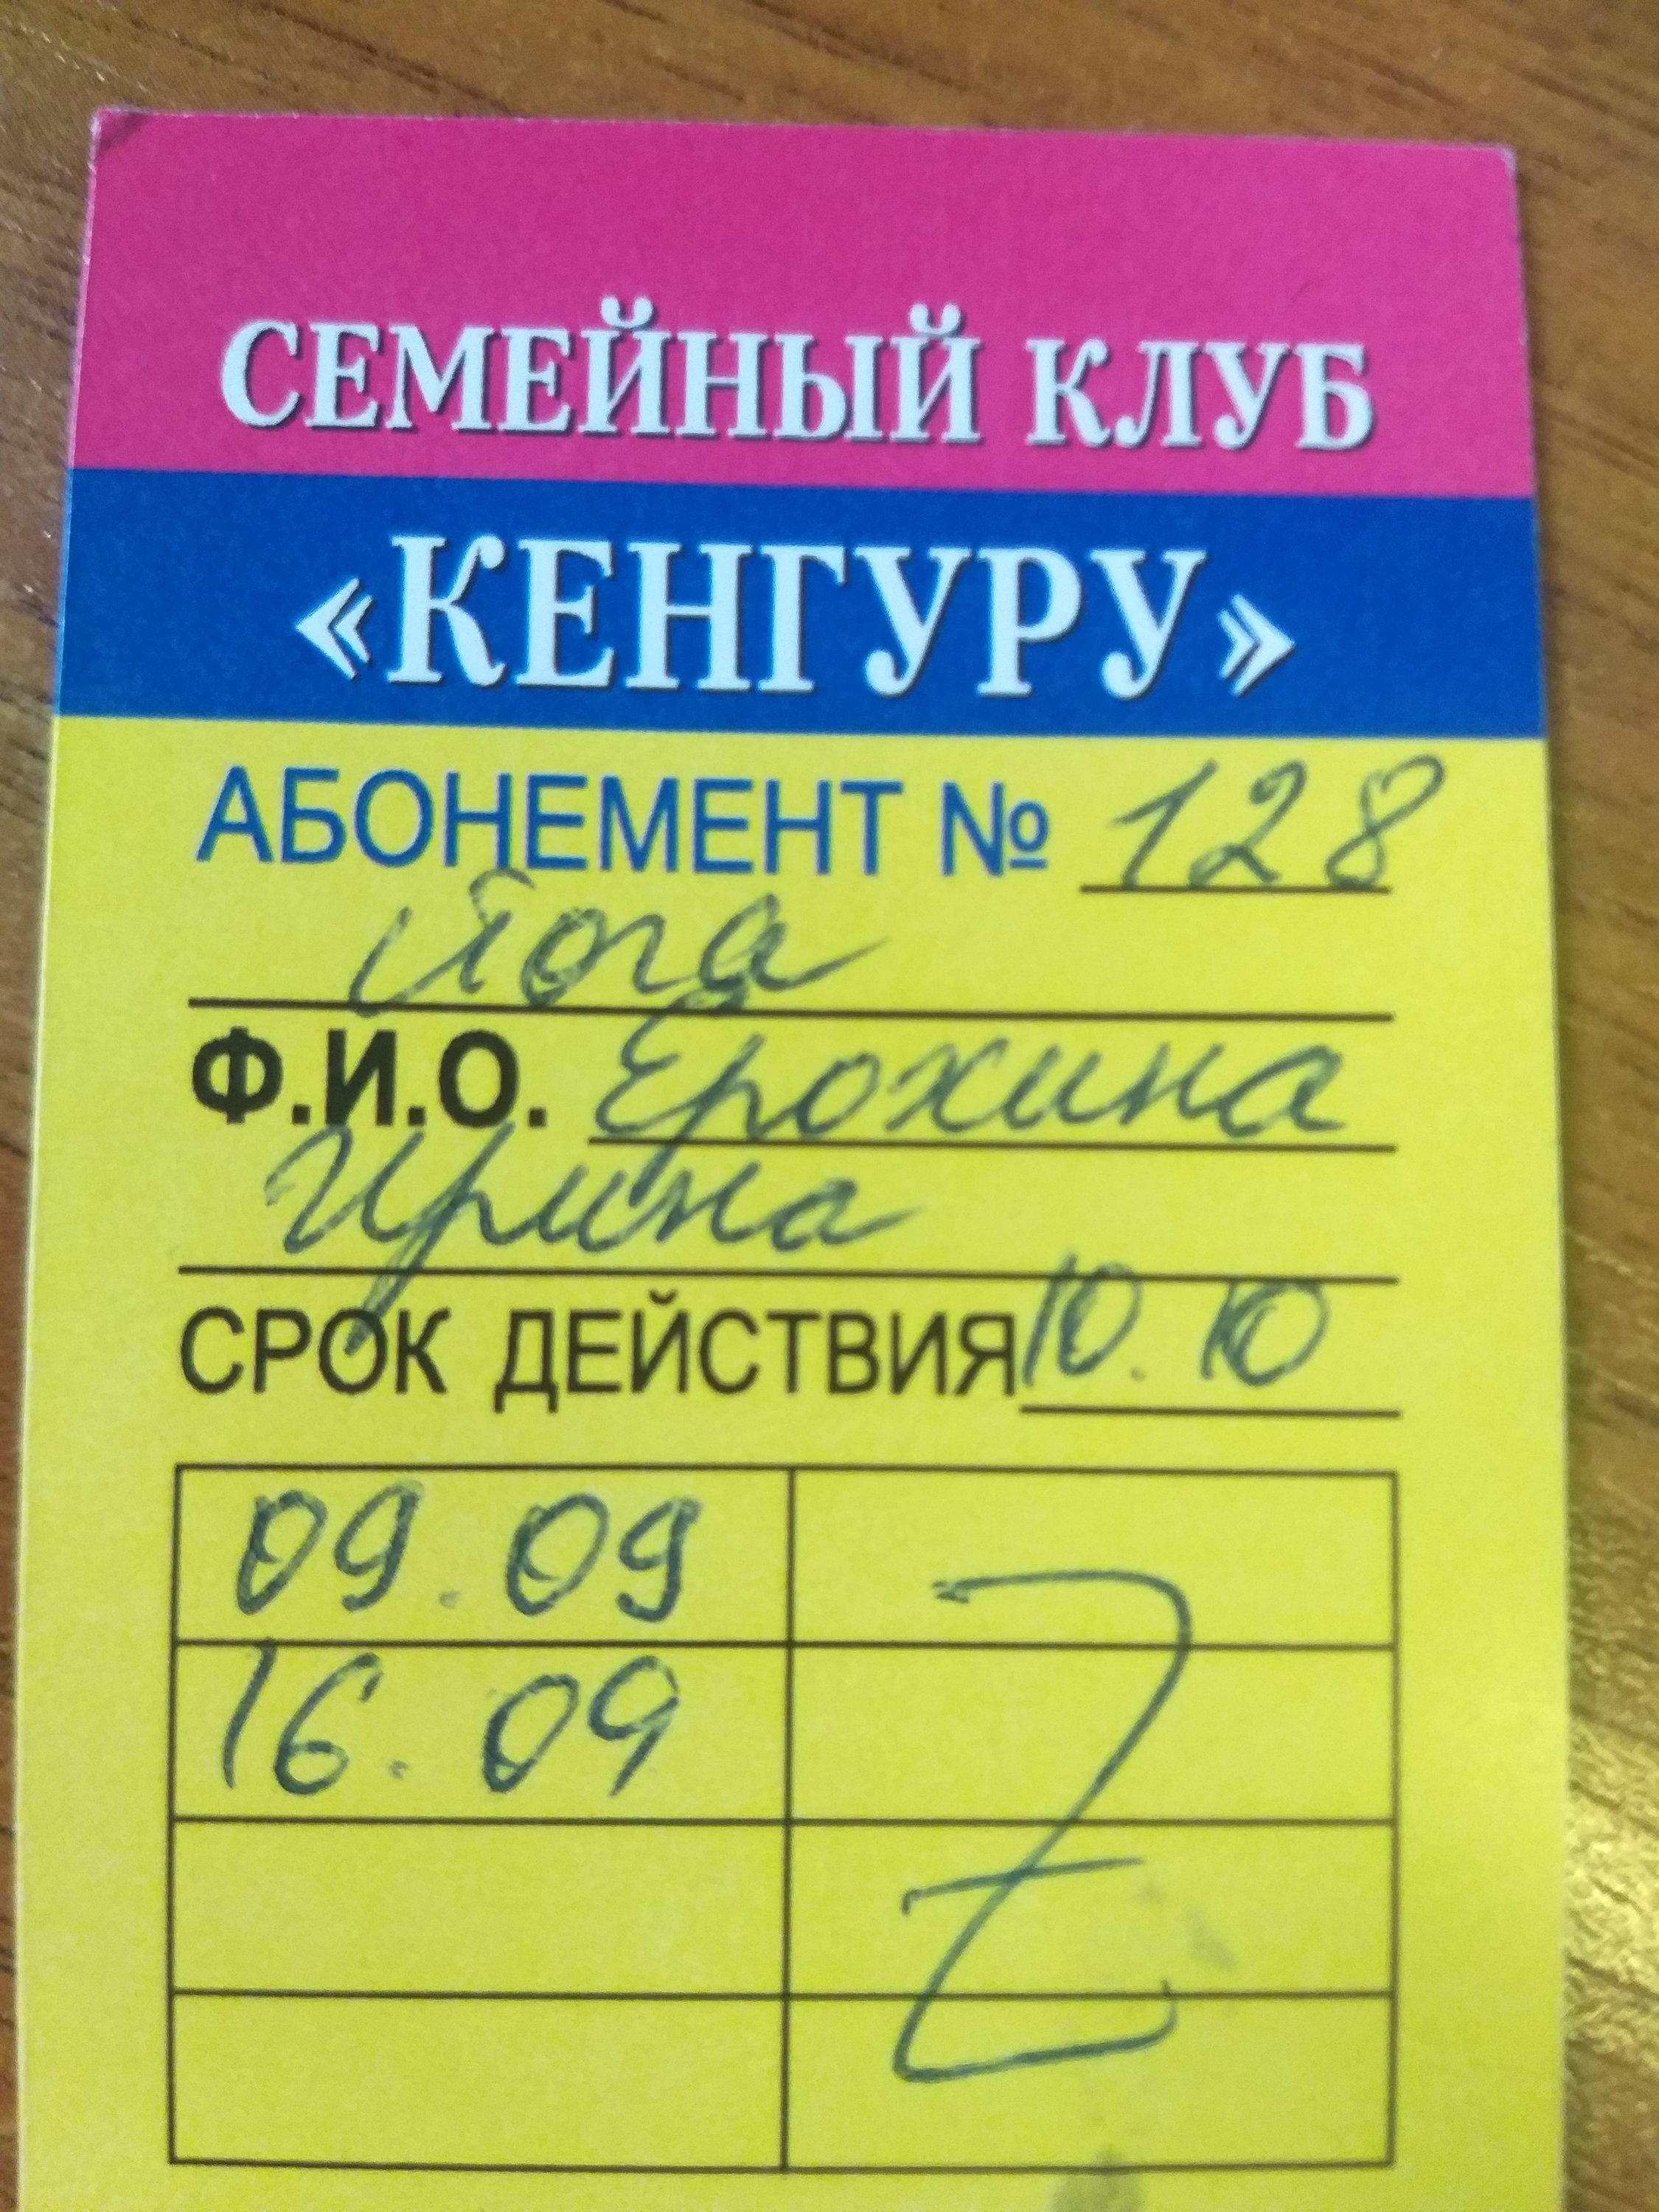 СЕМЕЙНЫЙ КЛУБ
«КЕНГУРУ»
АБОНЕМЕНТ № 128
Йога
Ф.И.О. Ерохина
Ирина
СРОК ДЕЙСТВИЯ 10.10
09.09
16.09